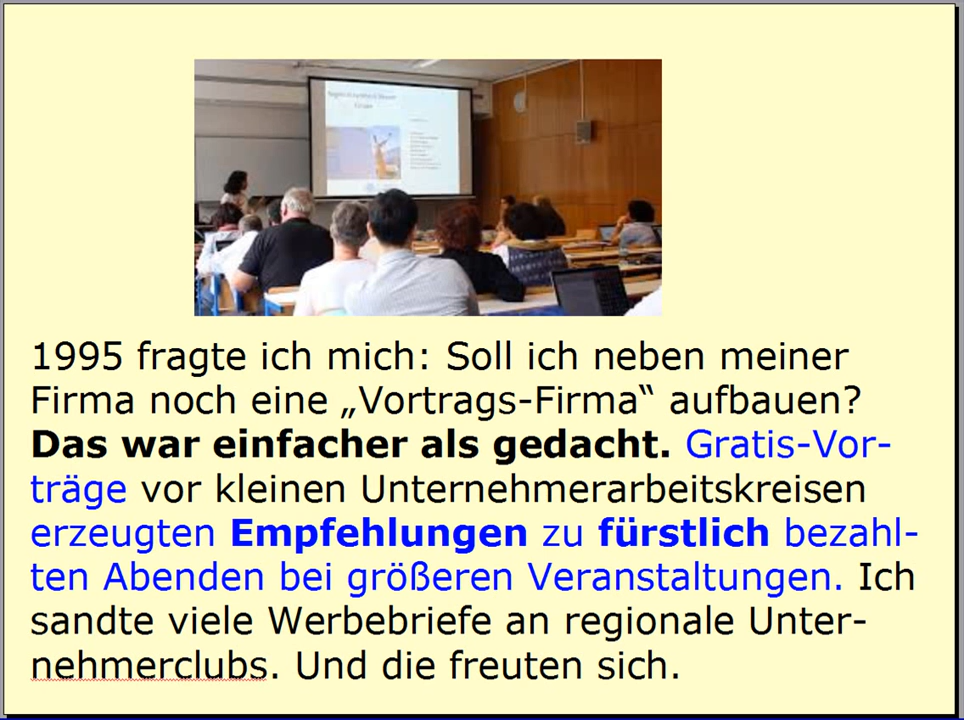 1995 fragte ich mich: Soll ich neben meiner
Firma noch eine „Vortrags-Firma“ aufbauen?
Das war einfacher als gedacht. Gratis-Vor-
träge vor kleinen Unternehmerarbeitskreisen
erzeugten Empfehlungen zu fürstlich bezahl-
ten Abenden bei größeren Veranstaltungen. Ich
sandte viele Werbebriefe an regionale Unter-
nehmerclubs. Und die freuten sich.